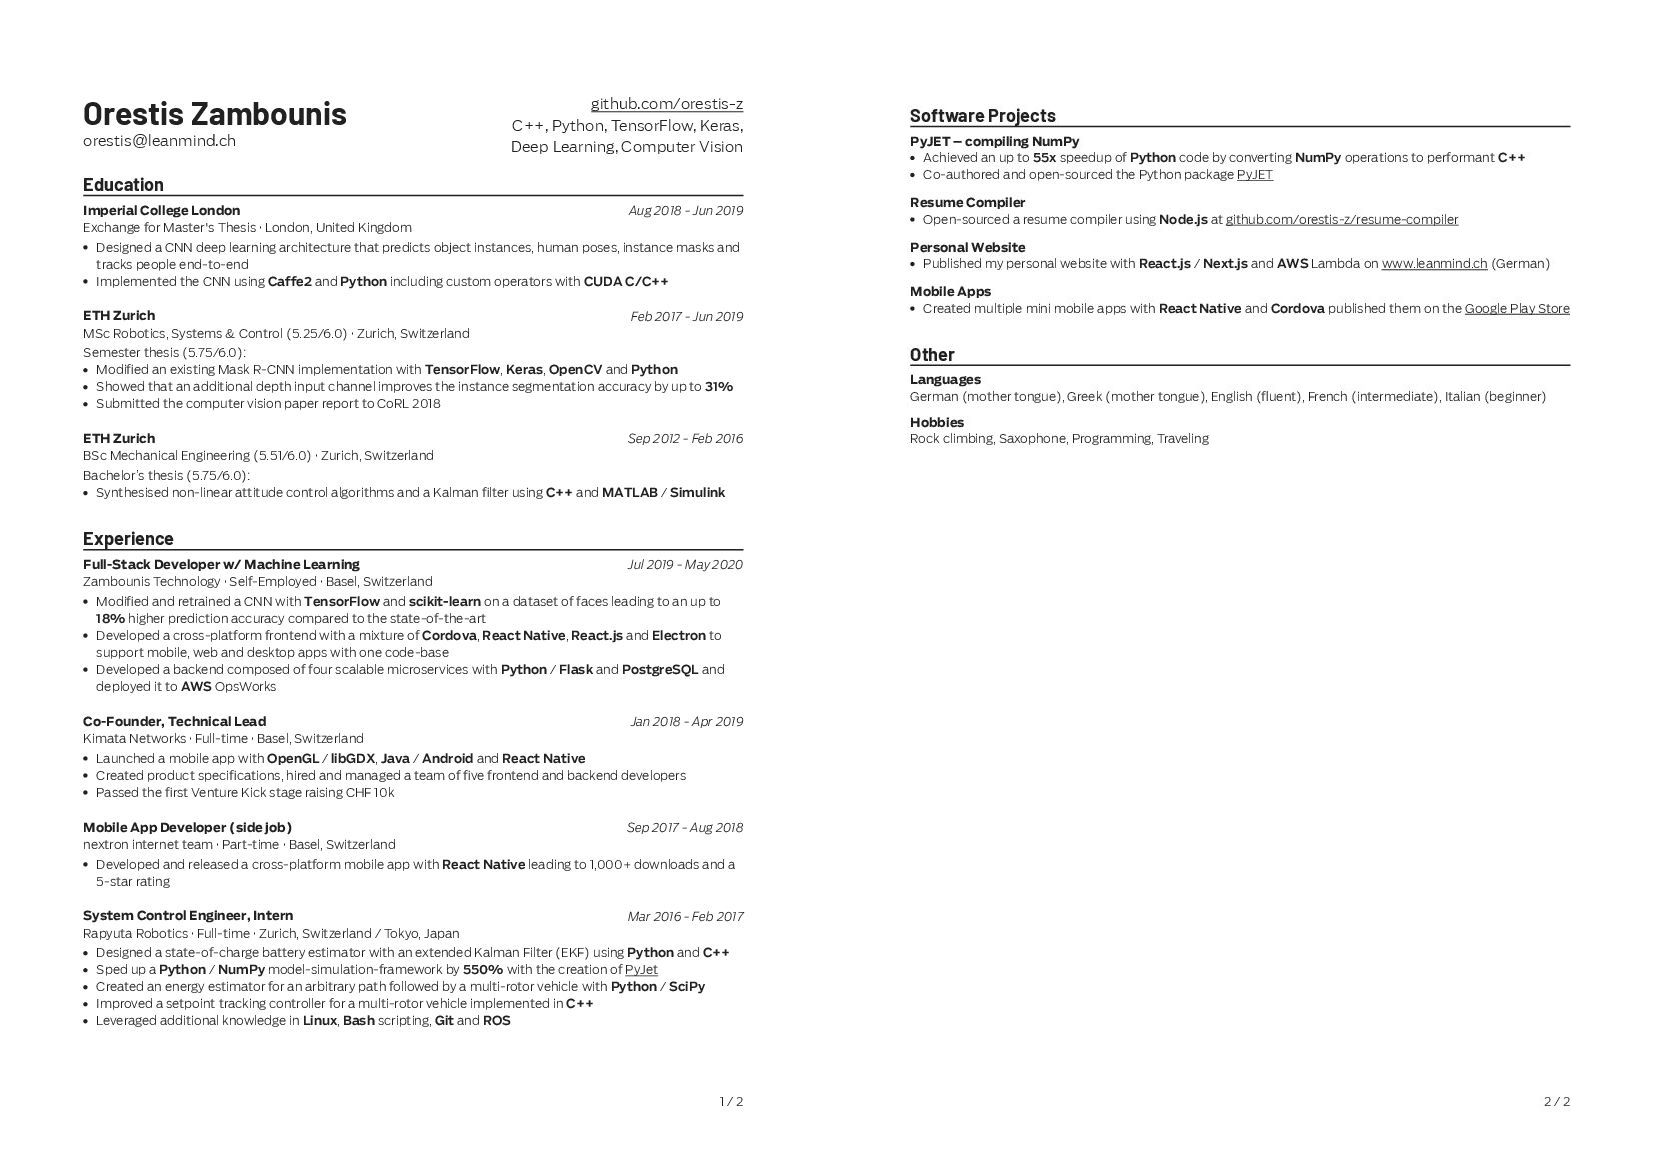 Orestis Zambounis
orestis@leanmind.ch
github.com/orestis-z
C++, Python, TensorFlow, Keras,
Deep Learning, Computer Vision
Education
Imperial College London Aug 2018 - Jun 2019
Exchange for Master's Thesis · London, United Kingdom
• Designed a CNN deep learning architecture that predicts object instances, human poses, instance masks and
tracks people end-to-end
• Implemented the CNN using Caffe2 and Python including custom operators with CUDA C/C++
ETH Zurich Feb 2017 - Jun 2019
MSc Robotics, Systems & Control (5.25/6.0) · Zurich, Switzerland
Semester thesis (5.75/6.0):
• Modified an existing Mask R-CNN implementation with TensorFlow, Keras, OpenCV and Python
• Showed that an additional depth input channel improves the instance segmentation accuracy by up to 31%
• Submitted the computer vision paper report to CoRL 2018
ETH Zurich Sep 2012 - Feb 2016
BSc Mechanical Engineering (5.51/6.0) · Zurich, Switzerland
Bachelor's thesis (5.75/6.0):
• Synthesised non-linear attitude control algorithms and a Kalman filter using C++ and MATLAB / Simulink
Experience
Full-Stack Developer w/ Machine Learning Jul 2019 - May 2020
Zambounis Technology · Self-Employed · Basel, Switzerland
• Modified and retrained a CNN with TensorFlow and scikit-learn on a dataset of faces leading to an up to
18% higher prediction accuracy compared to the state-of-the-art
• Developed a cross-platform frontend with a mixture of Cordova, React Native, React.js and Electron to
support mobile, web and desktop apps with one code-base
• Developed a backend composed of four scalable microservices with Python / Flask and PostgreSQL and
deployed it to AWS OpsWorks
Co-Founder, Technical Lead Jan 2018 - Apr 2019
Kimata Networks · Full-time · Basel, Switzerland
• Launched a mobile app with OpenGL / libGDX, Java / Android and React Native
• Created product specifications, hired and managed a team of five frontend and backend developers
• Passed the first Venture Kick stage raising CHF 10k
Mobile App Developer (side job) Sep 2017 - Aug 2018
nextron internet team · Part-time · Basel, Switzerland
• Developed and released a cross-platform mobile app with React Native leading to 1,000+ downloads and a
5-star rating
System Control Engineer, Intern Mar 2016 - Feb 2017
Rapyuta Robotics · Full-time · Zurich, Switzerland / Tokyo, Japan
• Designed a state-of-charge battery estimator with an extended Kalman Filter (EKF) using Python and C++
• Sped up a Python / NumPy model-simulation-framework by 550% with the creation of PyJet
• Created an energy estimator for an arbitrary path followed by a multi-rotor vehicle with Python / SciPy
• Improved a setpoint tracking controller for a multi-rotor vehicle implemented in C++
• Leveraged additional knowledge in Linux, Bash scripting, Git and ROS
1 / 2
Software Projects
PyJET – compiling NumPy
• Achieved an up to 55x speedup of Python code by converting NumPy operations to performant C++
• Co-authored and open-sourced the Python package PyJET
Resume Compiler
• Open-sourced a resume compiler using Node.js at github.com/orestis-z/resume-compiler
Personal Website
• Published my personal website with React.js / Next.js and AWS Lambda on www.leanmind.ch (German)
Mobile Apps
• Created multiple mini mobile apps with React Native and Cordova published them on the Google Play Store
Other
Languages
German (mother tongue), Greek (mother tongue), English (fluent), French (intermediate), Italian (beginner)
Hobbies
Rock climbing, Saxophone, Programming, Traveling
2 / 2